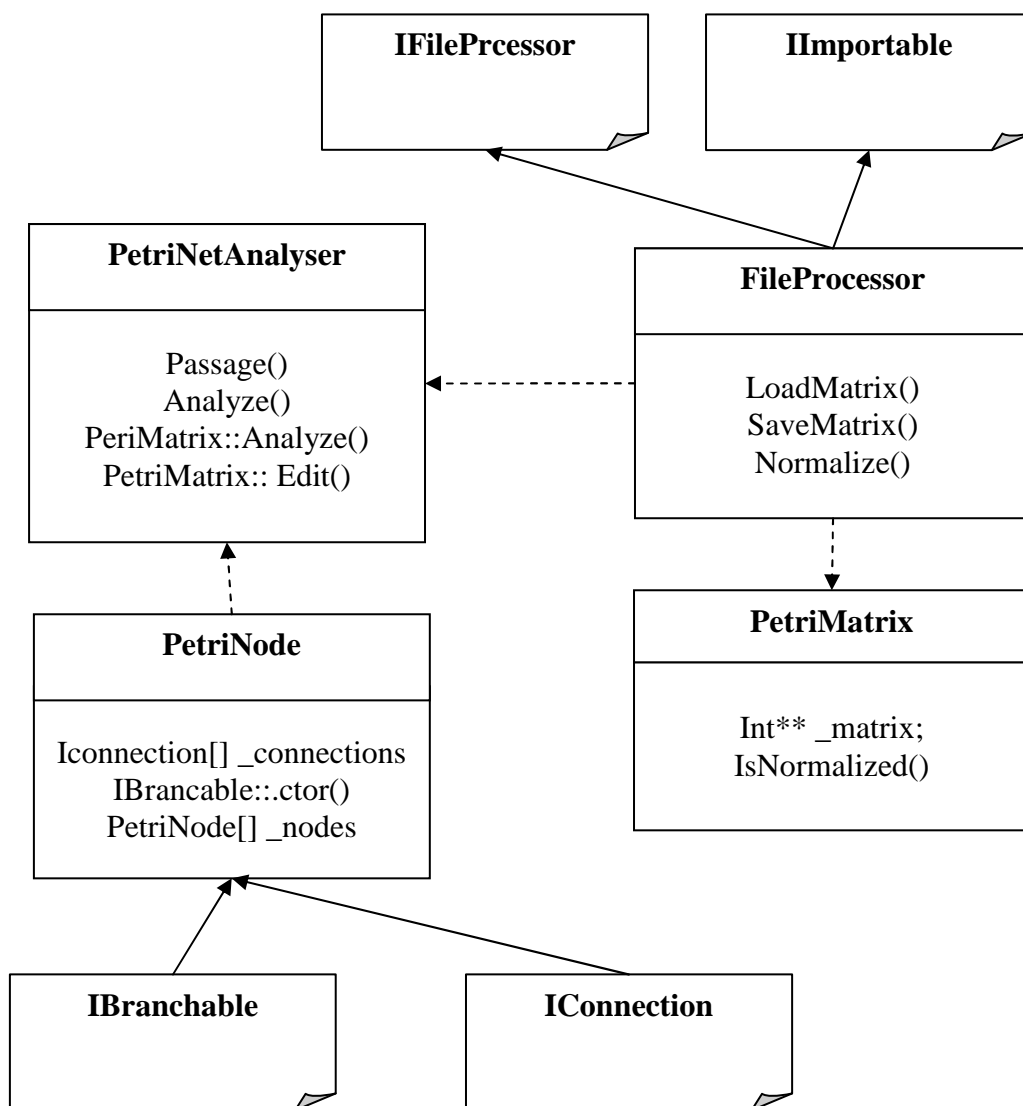 IFilePrcessor
IImportable
PetriNetAnalyser
Passage()
Analyze()
PeriMatrix::Analyze()
PetriMatrix:: Edit()
FileProcessor
LoadMatrix()
SaveMatrix()
Normalize()
PetriNode
Iconnection[] _connections
IBrancable::.ctor()
PetriNode[] _nodes
PetriMatrix
Int** _matrix;
IsNormalized()
IBranchable
IConnection